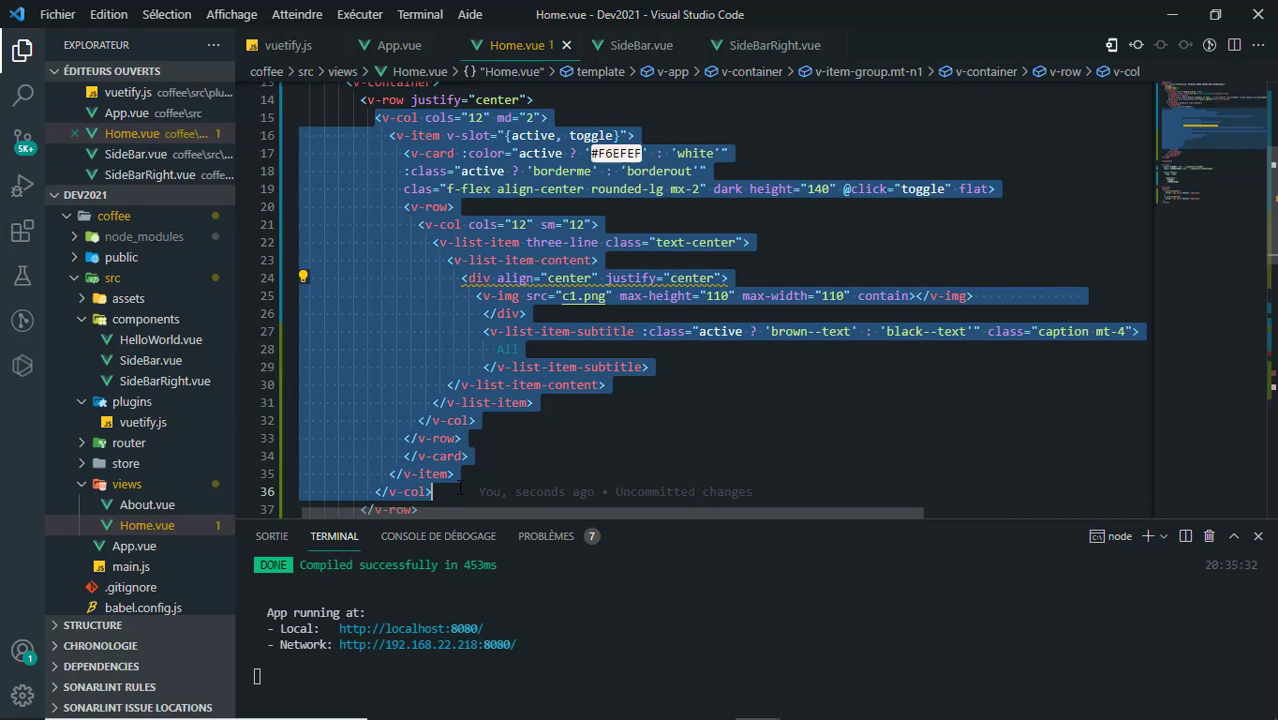 Fichier Edition Sélection Affichage Atteindre Exécuter Terminal Aide Home.vue - Dev2021 - Visual Studio Code
EXPLORATEUR
vuetify.js App.vue Home.vue 1 SideBar.vue SideBarRight.vue
coffee > src > views > Home.vue > {} "Home.vue" > template > v-app > v-container > v-item-group.mt-n1 > v-container > v-row > v-col
ÉDITEURS OUVERTS
vuetify.js coffee\src\plu...
App.vue coffee\src
Home.vue coffee\... 1
SideBar.vue coffee\src\...
SideBarRight.vue coffee\...
DEV2021
coffee
node_modules
public
src
assets
components
HelloWorld.vue
SideBar.vue
SideBarRight.vue
plugins
vuetify.js
router
store
views
About.vue
Home.vue 1
App.vue
main.js
.gitignore
babel.config.js
STRUCTURE
CHRONOLOGIE
DEPENDENCIES
SONARLINT RULES
SONARLINT ISSUE LOCATIONS
5K+
1
13 <v-container>
14 <v-row justify="center">
15 <v-col cols="12" md="2">
16 <v-item v-slot="{active, toggle}">
17 <v-card :color="active ? '#F6EFEF' : 'white'"
18 :class="active ? 'borderme' : 'borderout'"
19 clas="f-flex align-center rounded-lg mx-2" dark height="140" @click="toggle" flat>
20 <v-row>
21 <v-col cols="12" sm="12">
22 <v-list-item three-line class="text-center">
23 <v-list-item-content>
24 <div align="center" justify="center">
25 <v-img src="c1.png" max-height="110" max-width="110" contain></v-img>
26 </div>
27 <v-list-item-subtitle :class="active ? 'brown--text' : 'black--text'" class="caption mt-4">
28 All
29 </v-list-item-subtitle>
30 </v-list-item-content>
31 </v-list-item>
32 </v-col>
33 </v-row>
34 </v-card>
35 </v-item>
36 </v-col> You, seconds ago • Uncommitted changes
37 </v-row>
SORTIE TERMINAL CONSOLE DE DÉBOGAGE PROBLÈMES 7 node
DONE Compiled successfully in 453ms 20:35:32
App running at:
- Local: http://localhost:8080/
- Network: http://192.168.22.218:8080/